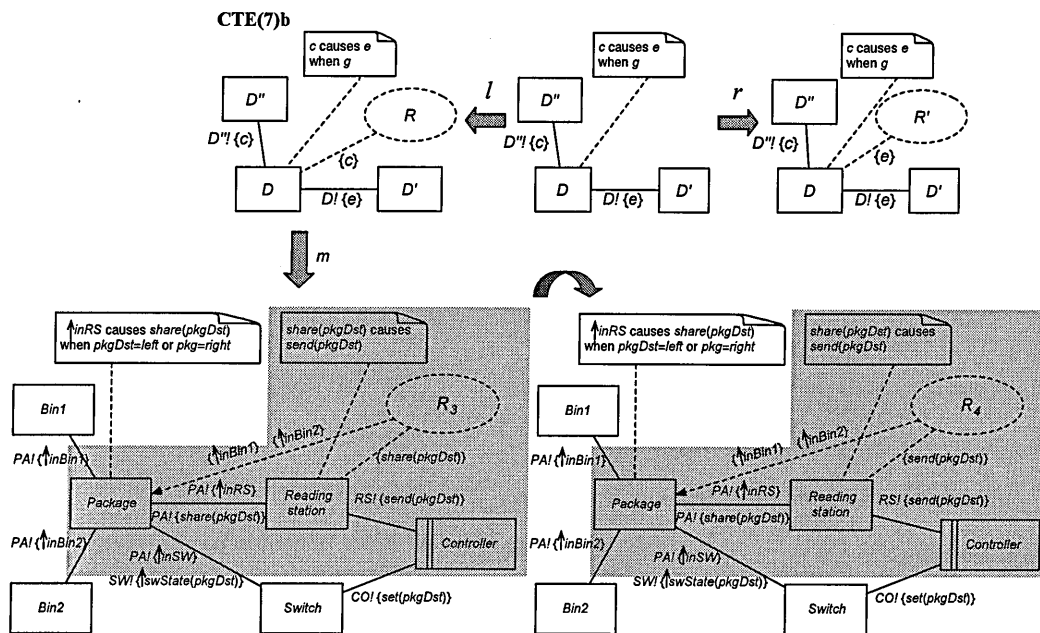 CTE(7)b
c causes e
when g
D''
R
D''! {c}
{c}
D
D! {e}
D'
l
c causes e
when g
D''
D''! {c}
D
D! {e}
D'
r
c causes e
when g
D''
R'
D''! {c}
{e}
D
D! {e}
D'
m
↑inRS causes share(pkgDst)
when pkgDst=left or pkg=right
share(pkgDst) causes
send(pkgDst)
Bin1
R3
{↑inBin1}
{↑inBin2}
PA! {↑inBin1}
{share(pkgDst)}
Package
PA! {↑inRS}
PA! {share(pkgDst)}
Reading
station
RS! {send(pkgDst)}
PA! {↑inBin2}
PA! {↑inSW}
SW! {↑swState(pkgDst)}
Controller
Bin2
Switch
CO! {set(pkgDst)}
↑inRS causes share(pkgDst)
when pkgDst=left or pkg=right
share(pkgDst) causes
send(pkgDst)
Bin1
R4
{↑inBin1}
{↑inBin2}
PA! {↑inBin1}
{send(pkgDst)}
Package
PA! {↑inRS}
PA! {share(pkgDst)}
Reading
station
RS! {send(pkgDst)}
PA! {↑inBin2}
PA! {↑inSW}
SW! {↑swState(pkgDst)}
Controller
Bin2
Switch
CO! {set(pkgDst)}